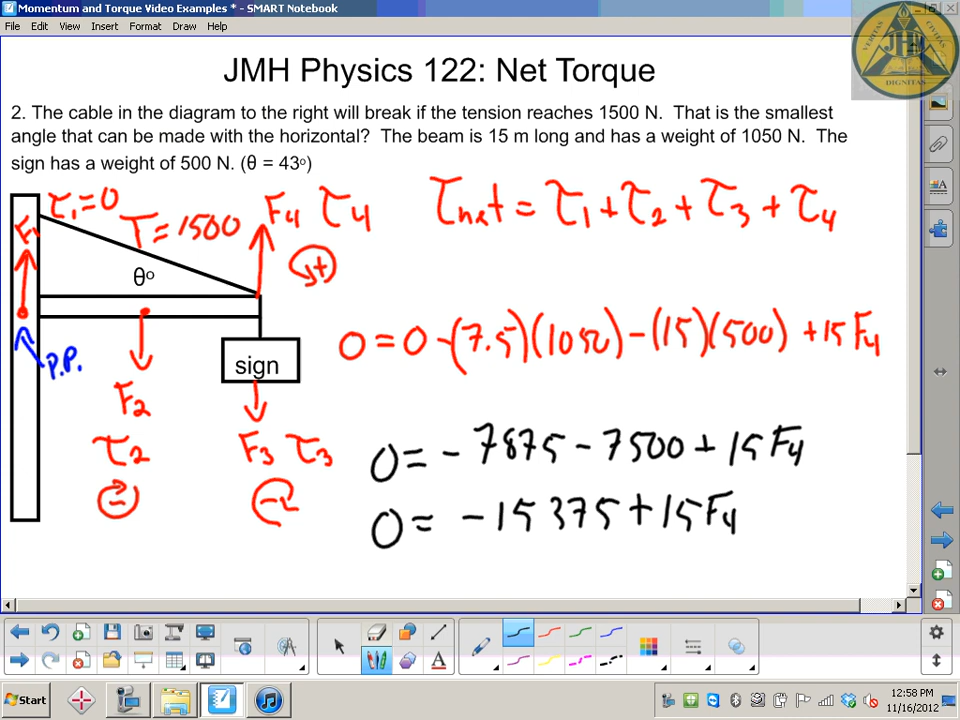 Momentum and Torque Video Examples * - SMART Notebook
File Edit View Insert Format Draw Help
VERITAS SCIENTIA
JMH
DIGNITAS
JMH Physics 122: Net Torque
2. The cable in the diagram to the right will break if the tension reaches 1500 N. That is the smallest
angle that can be made with the horizontal? The beam is 15 m long and has a weight of 1050 N. The
sign has a weight of 500 N. (θ = 43º)
τ1=0
F1
T=1500
F4 τ4
+
τnet = τ1 + τ2 + τ3 + τ4
θº
0 = 0 -(7.5)(1050) -(15)(500) +15 F4
P.P.
sign
F2
τ2
−
F3 τ3
−
0 = - 7875 - 7500 + 15 F4
0 = - 15375 + 15F4
A
Start
12:58 PM
11/16/2012